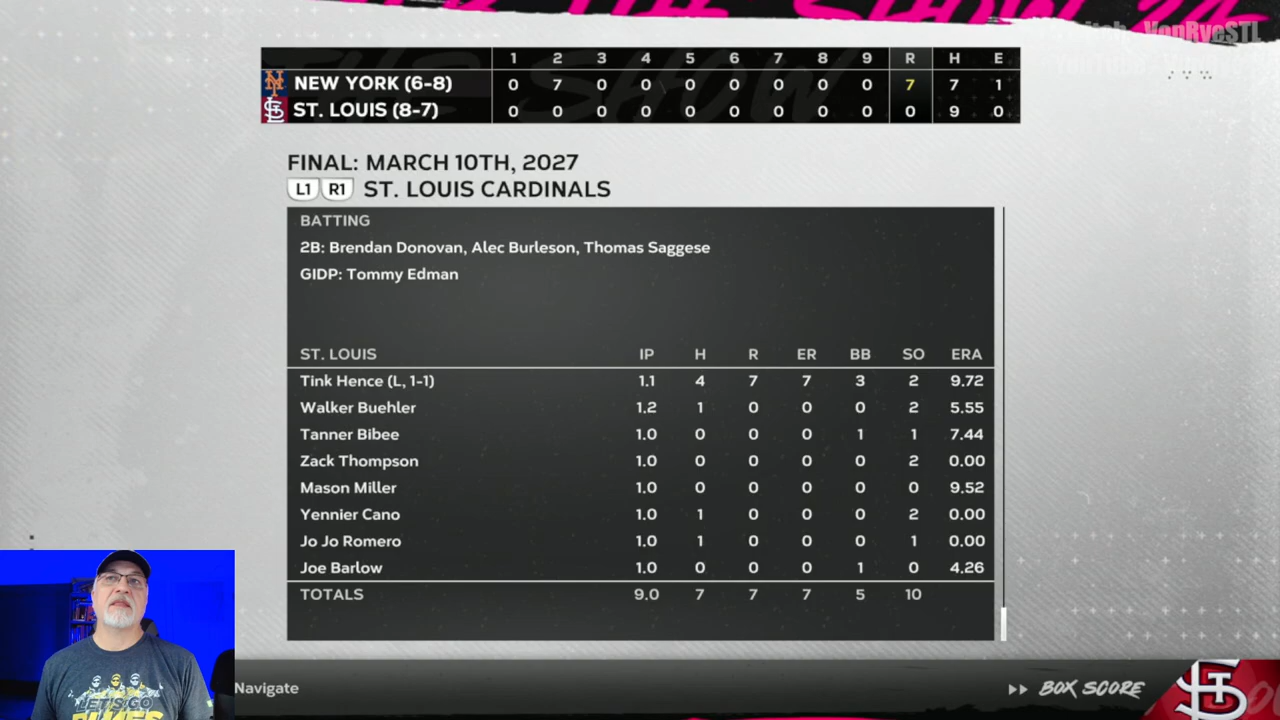 THE SHOW 24
VonRyeSTL
1 2 3 4 5 6 7 8 9 R H E
NEW YORK (6-8) 0 7 0 0 0 0 0 0 0 7 7 1
ST. LOUIS (8-7) 0 0 0 0 0 0 0 0 0 0 9 0
FINAL: MARCH 10TH, 2027
L1 R1 ST. LOUIS CARDINALS
BATTING
2B: Brendan Donovan, Alec Burleson, Thomas Saggese
GIDP: Tommy Edman
ST. LOUIS IP H R ER BB SO ERA
Tink Hence (L, 1-1) 1.1 4 7 7 3 2 9.72
Walker Buehler 1.2 1 0 0 0 2 5.55
Tanner Bibee 1.0 0 0 0 1 1 7.44
Zack Thompson 1.0 0 0 0 0 2 0.00
Mason Miller 1.0 0 0 0 0 0 9.52
Yennier Cano 1.0 1 0 0 0 2 0.00
Jo Jo Romero 1.0 1 0 0 0 1 0.00
Joe Barlow 1.0 0 0 0 1 0 4.26
TOTALS 9.0 7 7 7 5 10
LET'S GO
Navigate
BOX SCORE